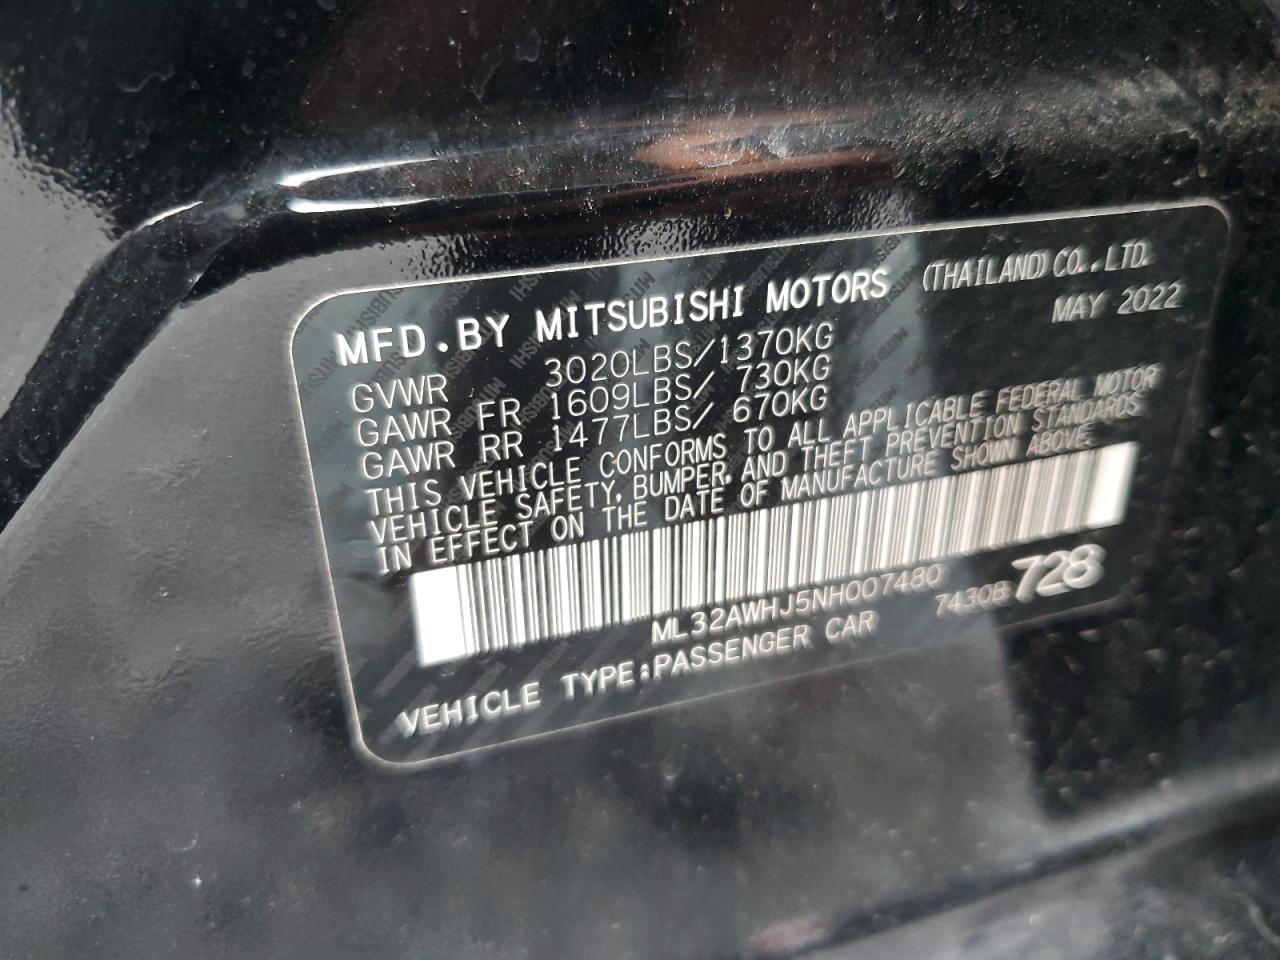 MFD.BY MITSUBISHI MOTORS (THAILAND) CO.,LTD.
MAY 2022
GVWR 3020LBS/1370KG
GAWR FR 1609LBS/ 730KG
GAWR RR 1477LBS/ 670KG
THIS VEHICLE CONFORMS TO ALL APPLICABLE FEDERAL MOTOR
VEHICLE SAFETY, BUMPER, AND THEFT PREVENTION STANDARDS
IN EFFECT ON THE DATE OF MANUFACTURE SHOWN ABOVE.
ML32AWHJ5NH007480
7430B 728
VEHICLE TYPE:PASSENGER CAR